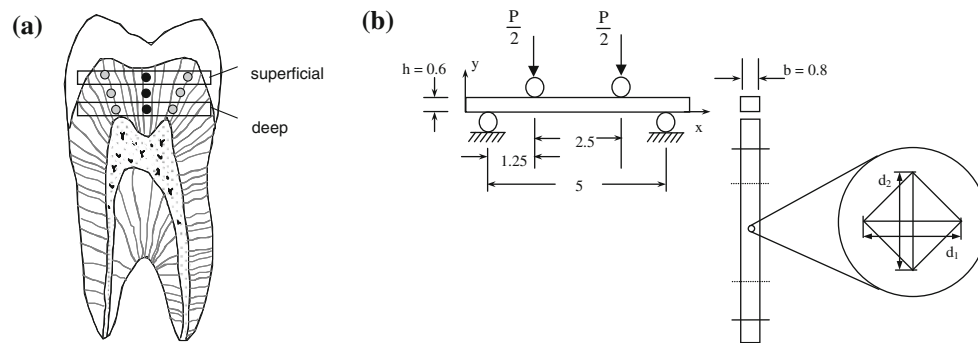 (a)
superficial
deep
(b)
P
2
P
2
h = 0.6
y
x
2.5
1.25
5
b = 0.8
d2
d1